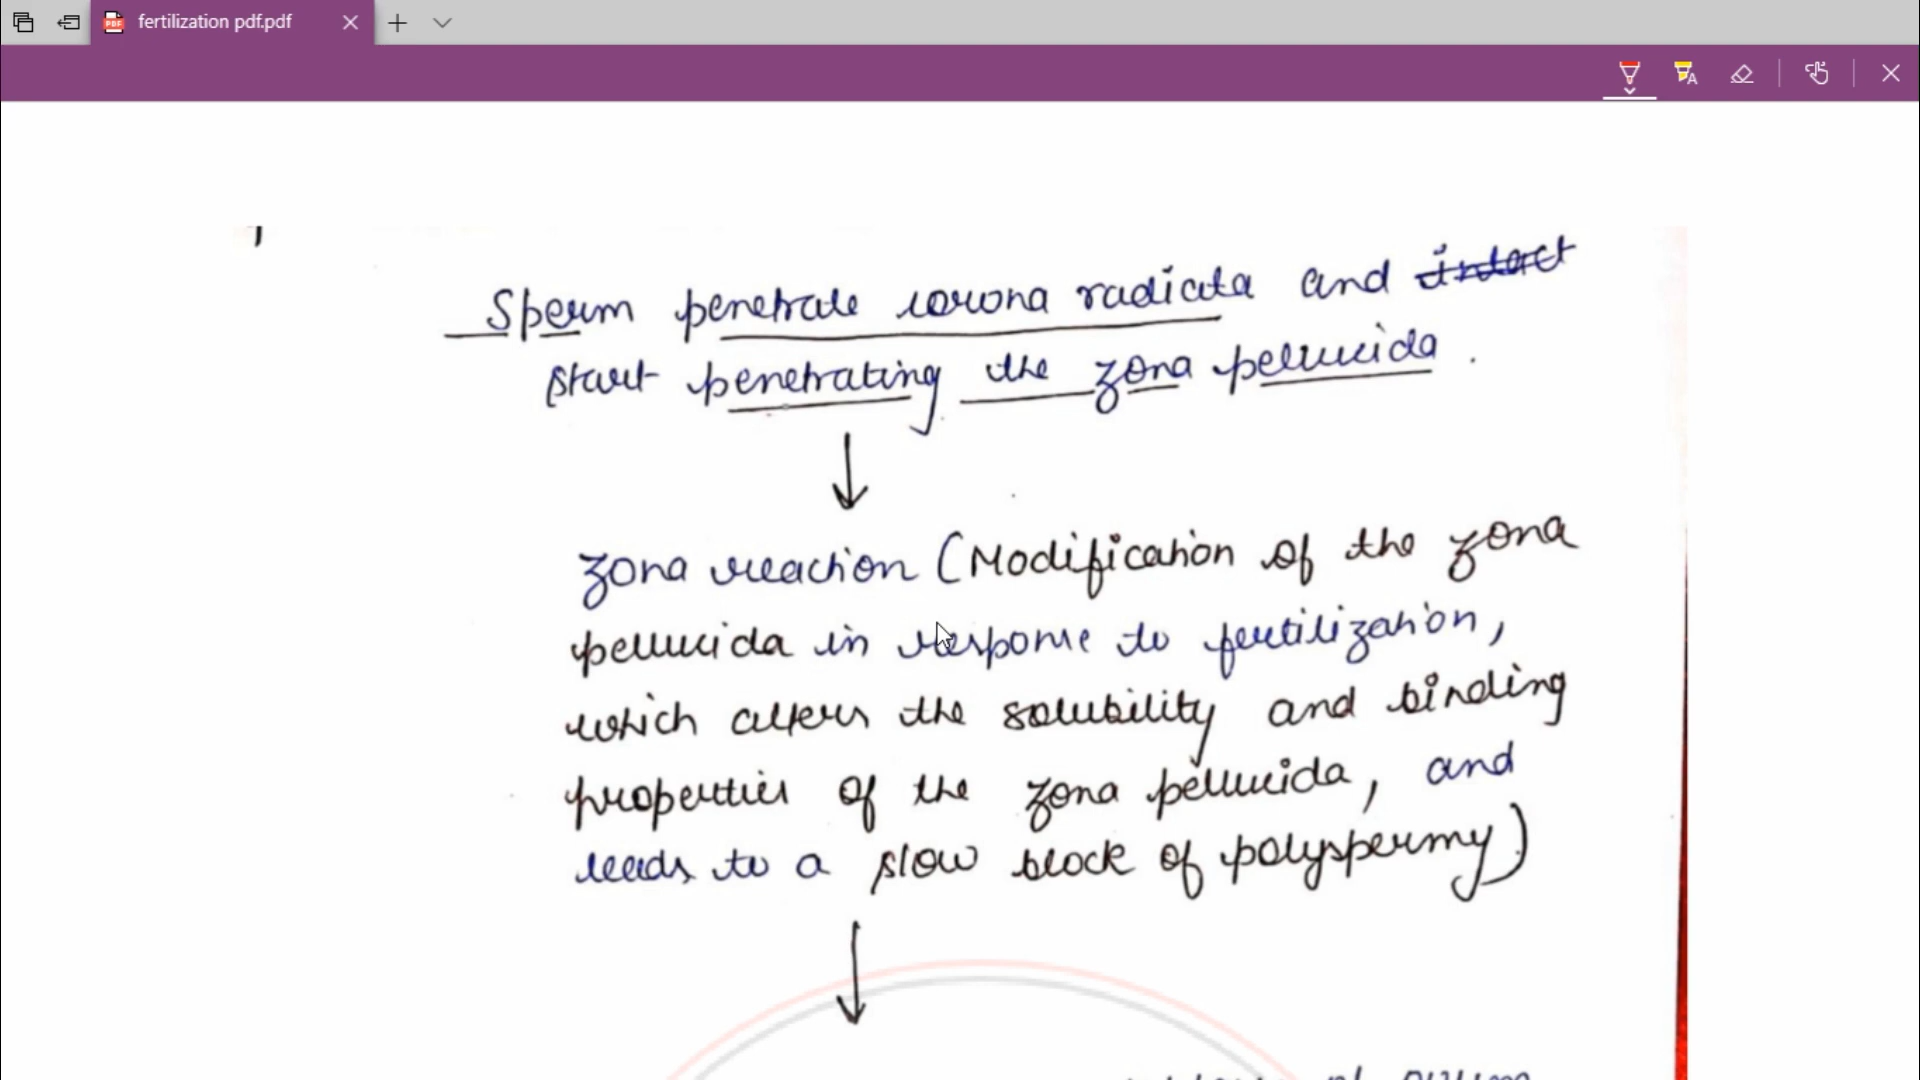 fertilization pdf.pdf
Sperm penetrate corona radiata and intact
start penetrating the zona pellucida.
zona reaction (Modification of the zona
pellucida in response to fertilization,
which alters the solubility and binding
properties of the zona pellucida, and
leads to a slow block of polyspermy)